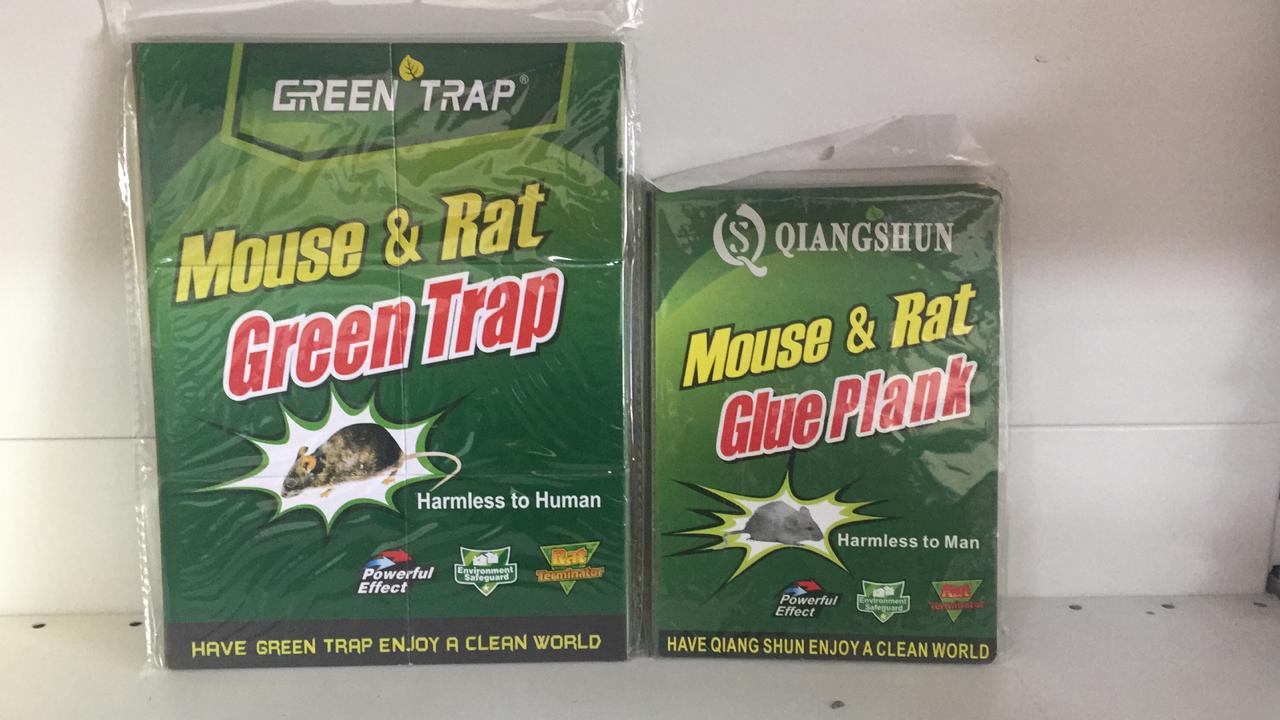 GREEN TRAP®
Mouse & Rat
Green Trap
Harmless to Human
Powerful
Effect
Environment
Safeguard
Rat
Terminator
HAVE GREEN TRAP ENJOY A CLEAN WORLD
QS QIANGSHUN
Mouse & Rat
Glue Plank
Harmless to Man
Powerful
Effect
Environment
Safeguard
Rat
Terminator
HAVE QIANG SHUN ENJOY A CLEAN WORLD